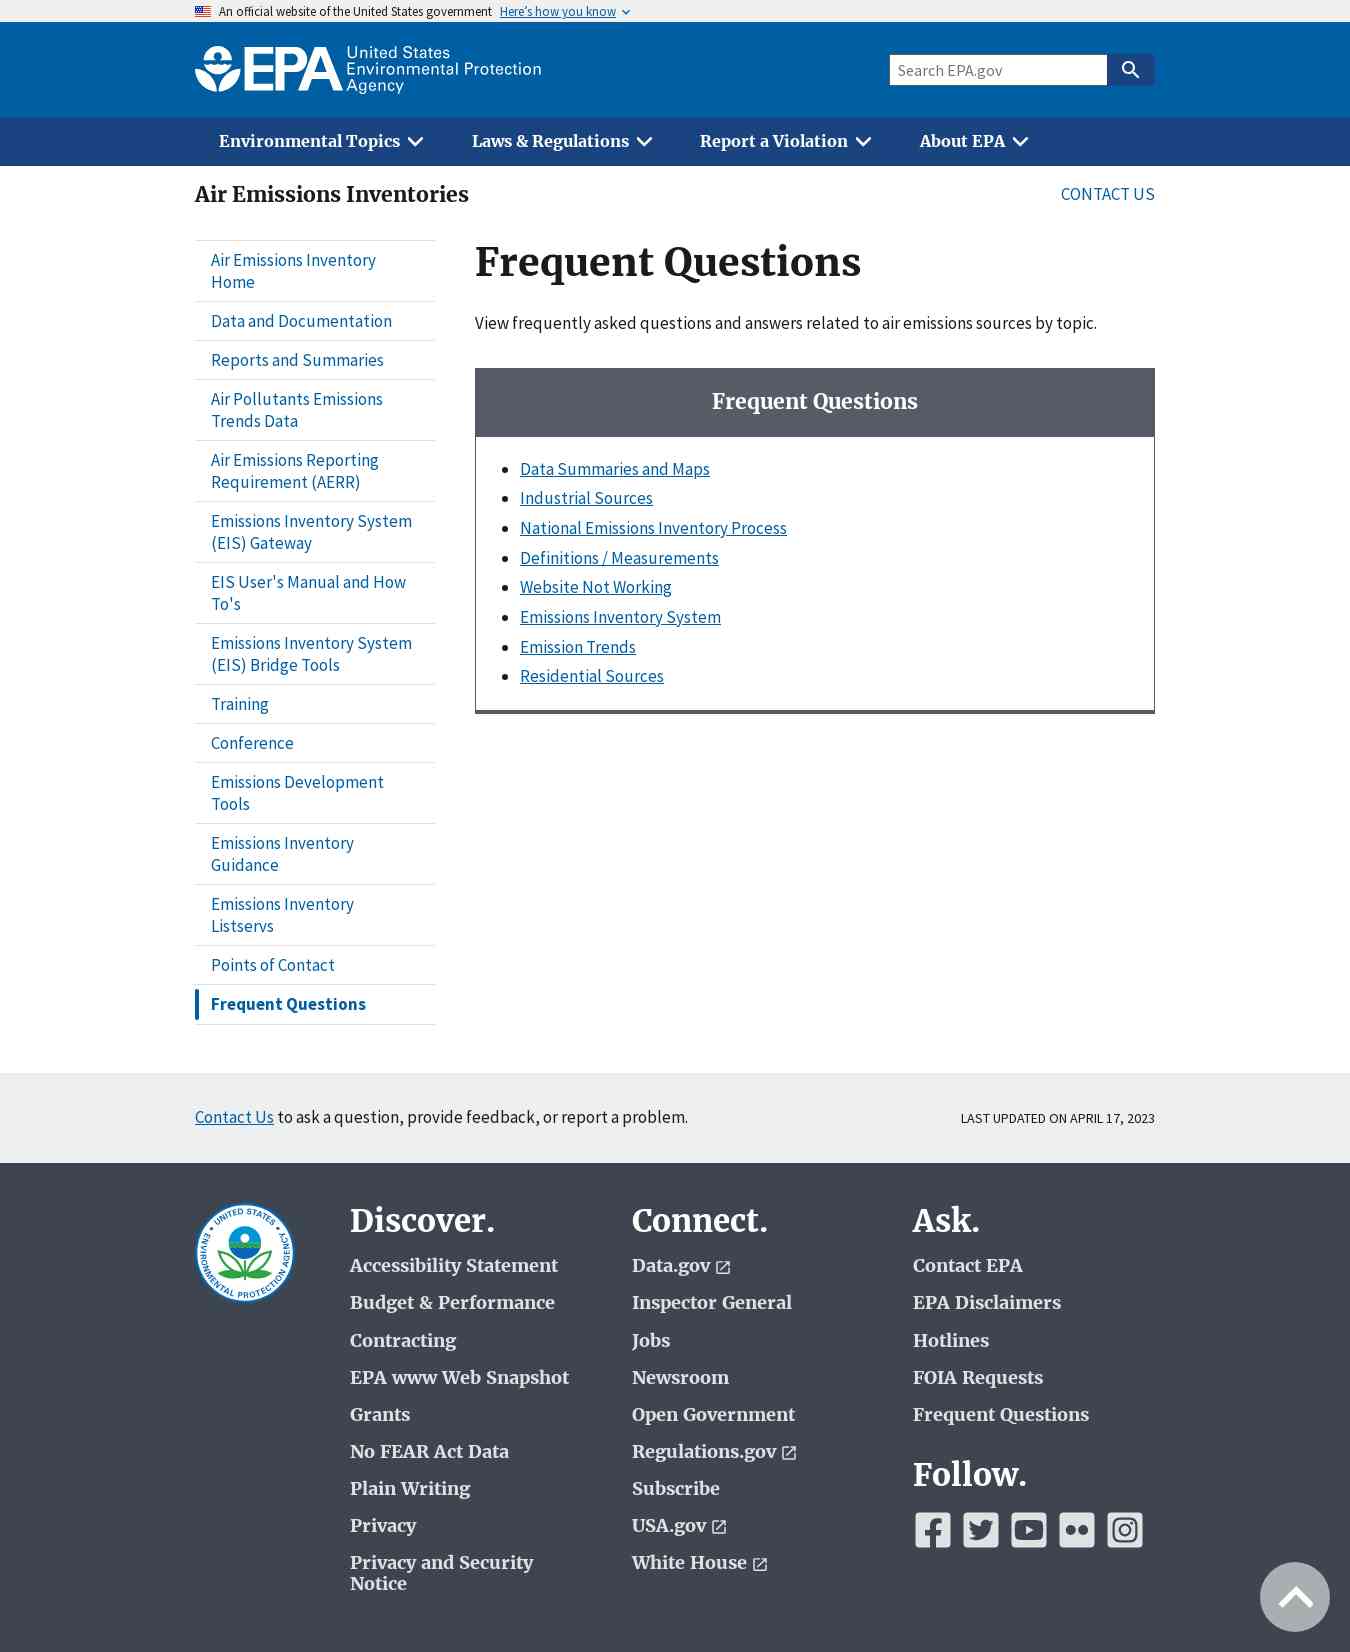 An official website of the United States government Here’s how you know
EPA United States
Environmental Protection
Agency
Search EPA.gov
Environmental Topics Laws & Regulations Report a Violation About EPA
Air Emissions Inventories CONTACT US
Air Emissions Inventory
Home
Data and Documentation
Reports and Summaries
Air Pollutants Emissions
Trends Data
Air Emissions Reporting
Requirement (AERR)
Emissions Inventory System
(EIS) Gateway
EIS User's Manual and How
To's
Emissions Inventory System
(EIS) Bridge Tools
Training
Conference
Emissions Development
Tools
Emissions Inventory
Guidance
Emissions Inventory
Listservs
Points of Contact
Frequent Questions
Frequent Questions
View frequently asked questions and answers related to air emissions sources by topic.
Frequent Questions
Data Summaries and Maps
Industrial Sources
National Emissions Inventory Process
Definitions / Measurements
Website Not Working
Emissions Inventory System
Emission Trends
Residential Sources
Contact Us to ask a question, provide feedback, or report a problem.
LAST UPDATED ON APRIL 17, 2023
UNITED STATES
ENVIRONMENTAL PROTECTION AGENCY
Discover.
Accessibility Statement
Budget & Performance
Contracting
EPA www Web Snapshot
Grants
No FEAR Act Data
Plain Writing
Privacy
Privacy and Security
Notice
Connect.
Data.gov
Inspector General
Jobs
Newsroom
Open Government
Regulations.gov
Subscribe
USA.gov
White House
Ask.
Contact EPA
EPA Disclaimers
Hotlines
FOIA Requests
Frequent Questions
Follow.